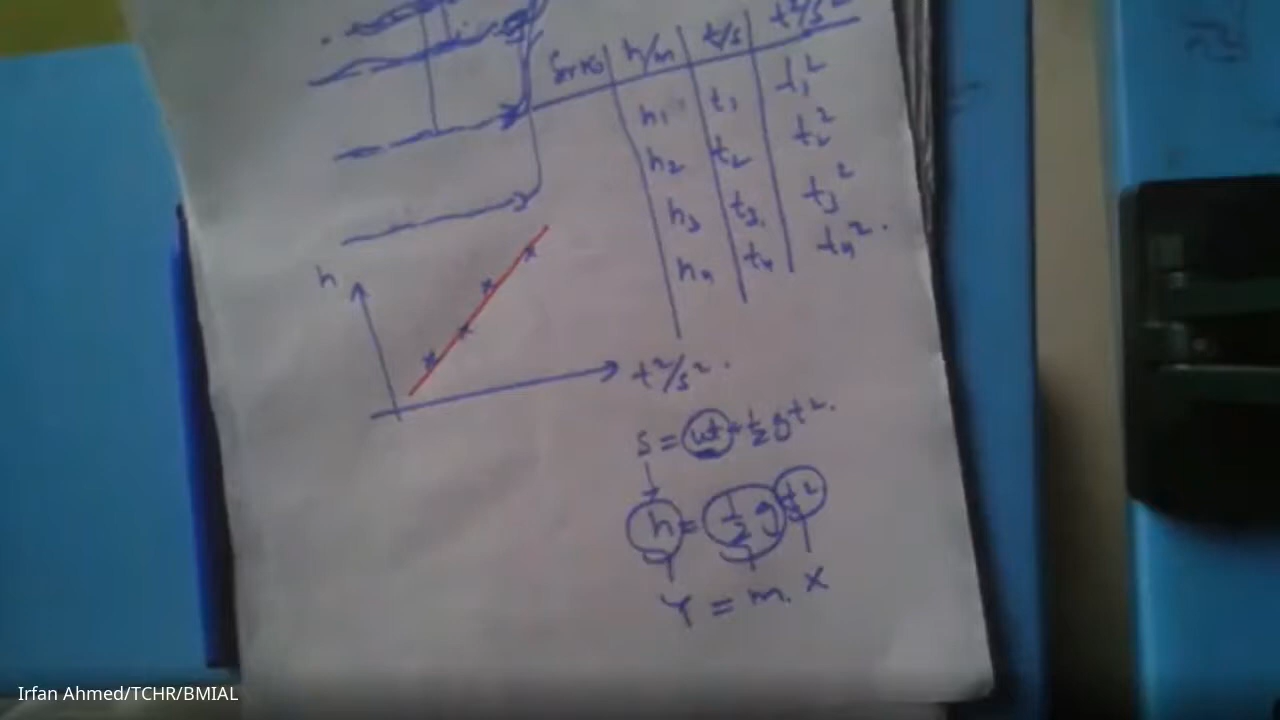 Sr No h/m t/s t²/s²
h₁ t₁ t₁²
h₂ t₂ t₂²
h₃ t₃ t₃²
h₄ t₄ t₄²
h
t²/s²
s = ut + ½gt²
h = ½g t²
Y = m. X
Irfan Ahmed/TCHR/BMIAL